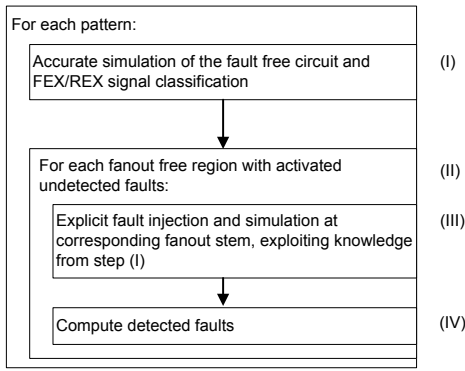 For each pattern:
Accurate simulation of the fault free circuit and
FEX/REX signal classification
(I)
For each fanout free region with activated
undetected faults:
(II)
Explicit fault injection and simulation at
corresponding fanout stem, exploiting knowledge
from step (I)
(III)
Compute detected faults
(IV)